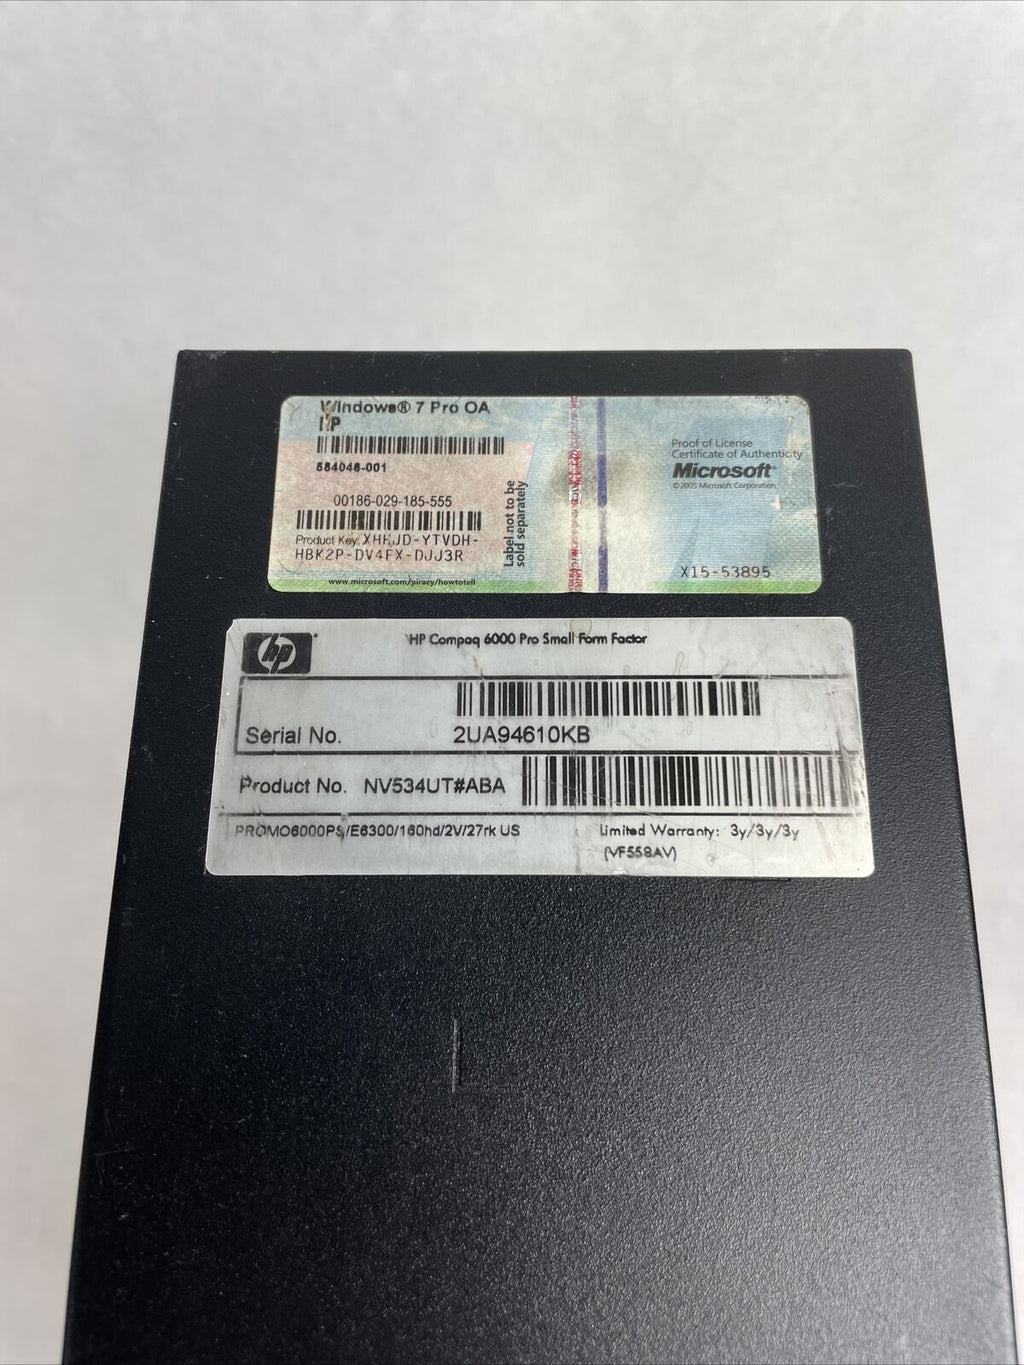 Windows® 7 Pro OA
HP
584048-001
00186-029-185-555
Product Key:
HBK2P-DV4FX-DJJ3R
www.microsoft.com/piracy/howtotell
Label not to be
sold separately
Proof of License
Certificate of Authenticity
Microsoft®
©2005 Microsoft Corporation
X15-53895
hp
HP Compaq 6000 Pro Small Form Factor
Serial No. 2UA94610KB
Product No. NV534UT#ABA
PROMO6000PS/E6300/160hd/2V/27rk US
Limited Warranty: 3y/3y/3y
(VF558AV)